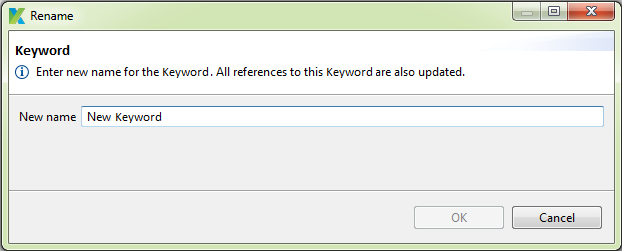 Rename
Keyword
Enter new name for the Keyword. All references to this Keyword are also updated.
New name New Keyword
OK Cancel